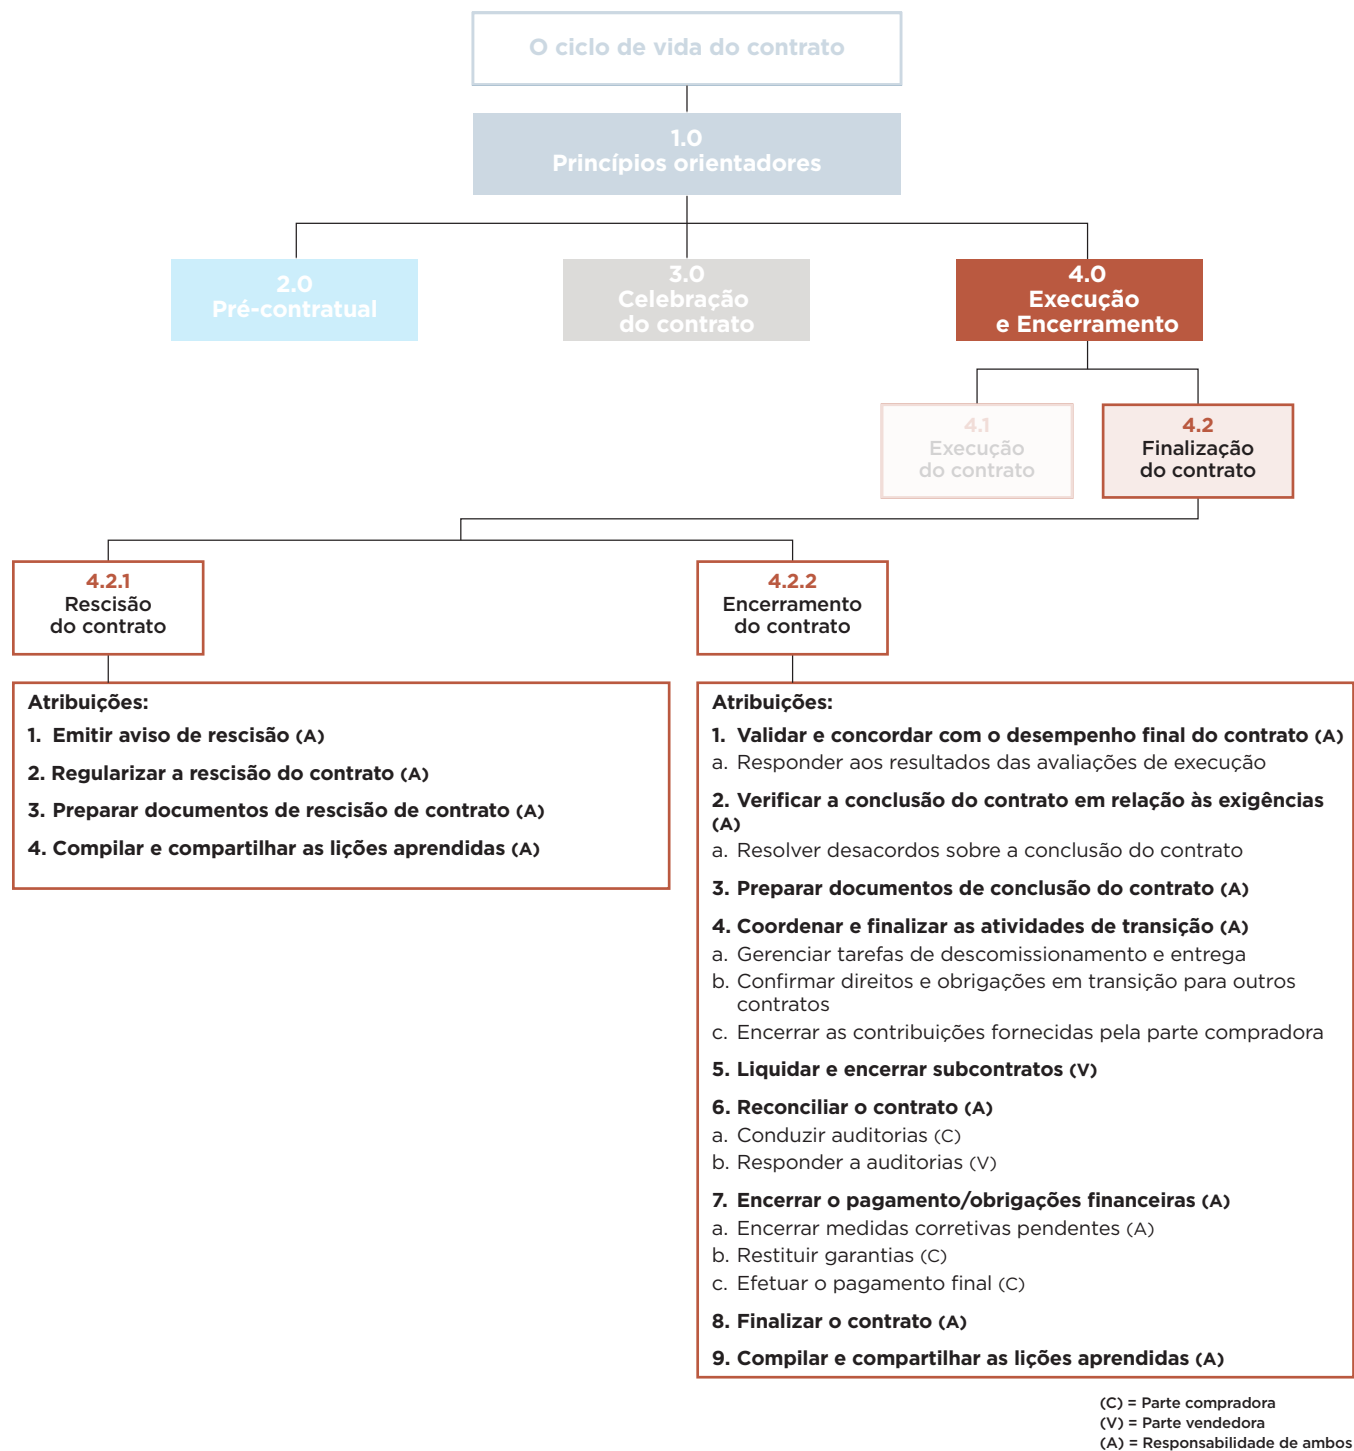 O ciclo de vida do contrato
1.0
Princípios orientadores
2.0
Pré-contratual
3.0
Celebração
do contrato
4.0
Execução
e Encerramento
4.1
Execução
do contrato
4.2
Finalização
do contrato
4.2.1
Rescisão
do contrato
4.2.2
Encerramento
do contrato
Atribuições:
1. Emitir aviso de rescisão (A)
2. Regularizar a rescisão do contrato (A)
3. Preparar documentos de rescisão de contrato (A)
4. Compilar e compartilhar as lições aprendidas (A)
Atribuições:
1. Validar e concordar com o desempenho final do contrato (A)
a. Responder aos resultados das avaliações de execução
2. Verificar a conclusão do contrato em relação às exigências
(A)
a. Resolver desacordos sobre a conclusão do contrato
3. Preparar documentos de conclusão do contrato (A)
4. Coordenar e finalizar as atividades de transição (A)
a. Gerenciar tarefas de descomissionamento e entrega
b. Confirmar direitos e obrigações em transição para outros
contratos
c. Encerrar as contribuições fornecidas pela parte compradora
5. Liquidar e encerrar subcontratos (V)
6. Reconciliar o contrato (A)
a. Conduzir auditorias (C)
b. Responder a auditorias (V)
7. Encerrar o pagamento/obrigações financeiras (A)
a. Encerrar medidas corretivas pendentes (A)
b. Restituir garantias (C)
c. Efetuar o pagamento final (C)
8. Finalizar o contrato (A)
9. Compilar e compartilhar as lições aprendidas (A)
(C) = Parte compradora
(V) = Parte vendedora
(A) = Responsabilidade de ambos